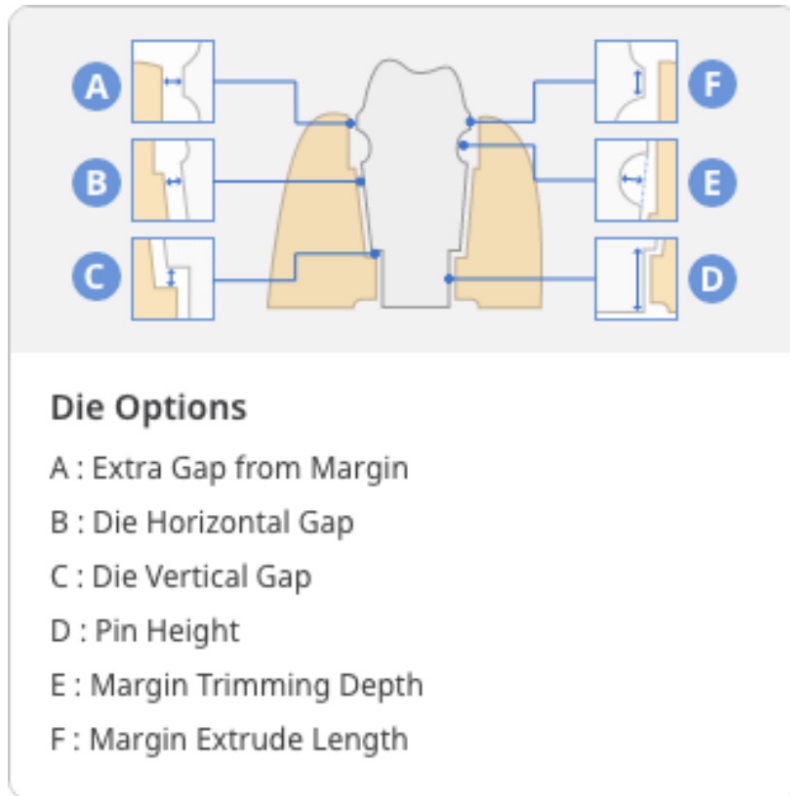 A
F
B
E
C
D
Die Options
A : Extra Gap from Margin
B : Die Horizontal Gap
C : Die Vertical Gap
D : Pin Height
E : Margin Trimming Depth
F : Margin Extrude Length